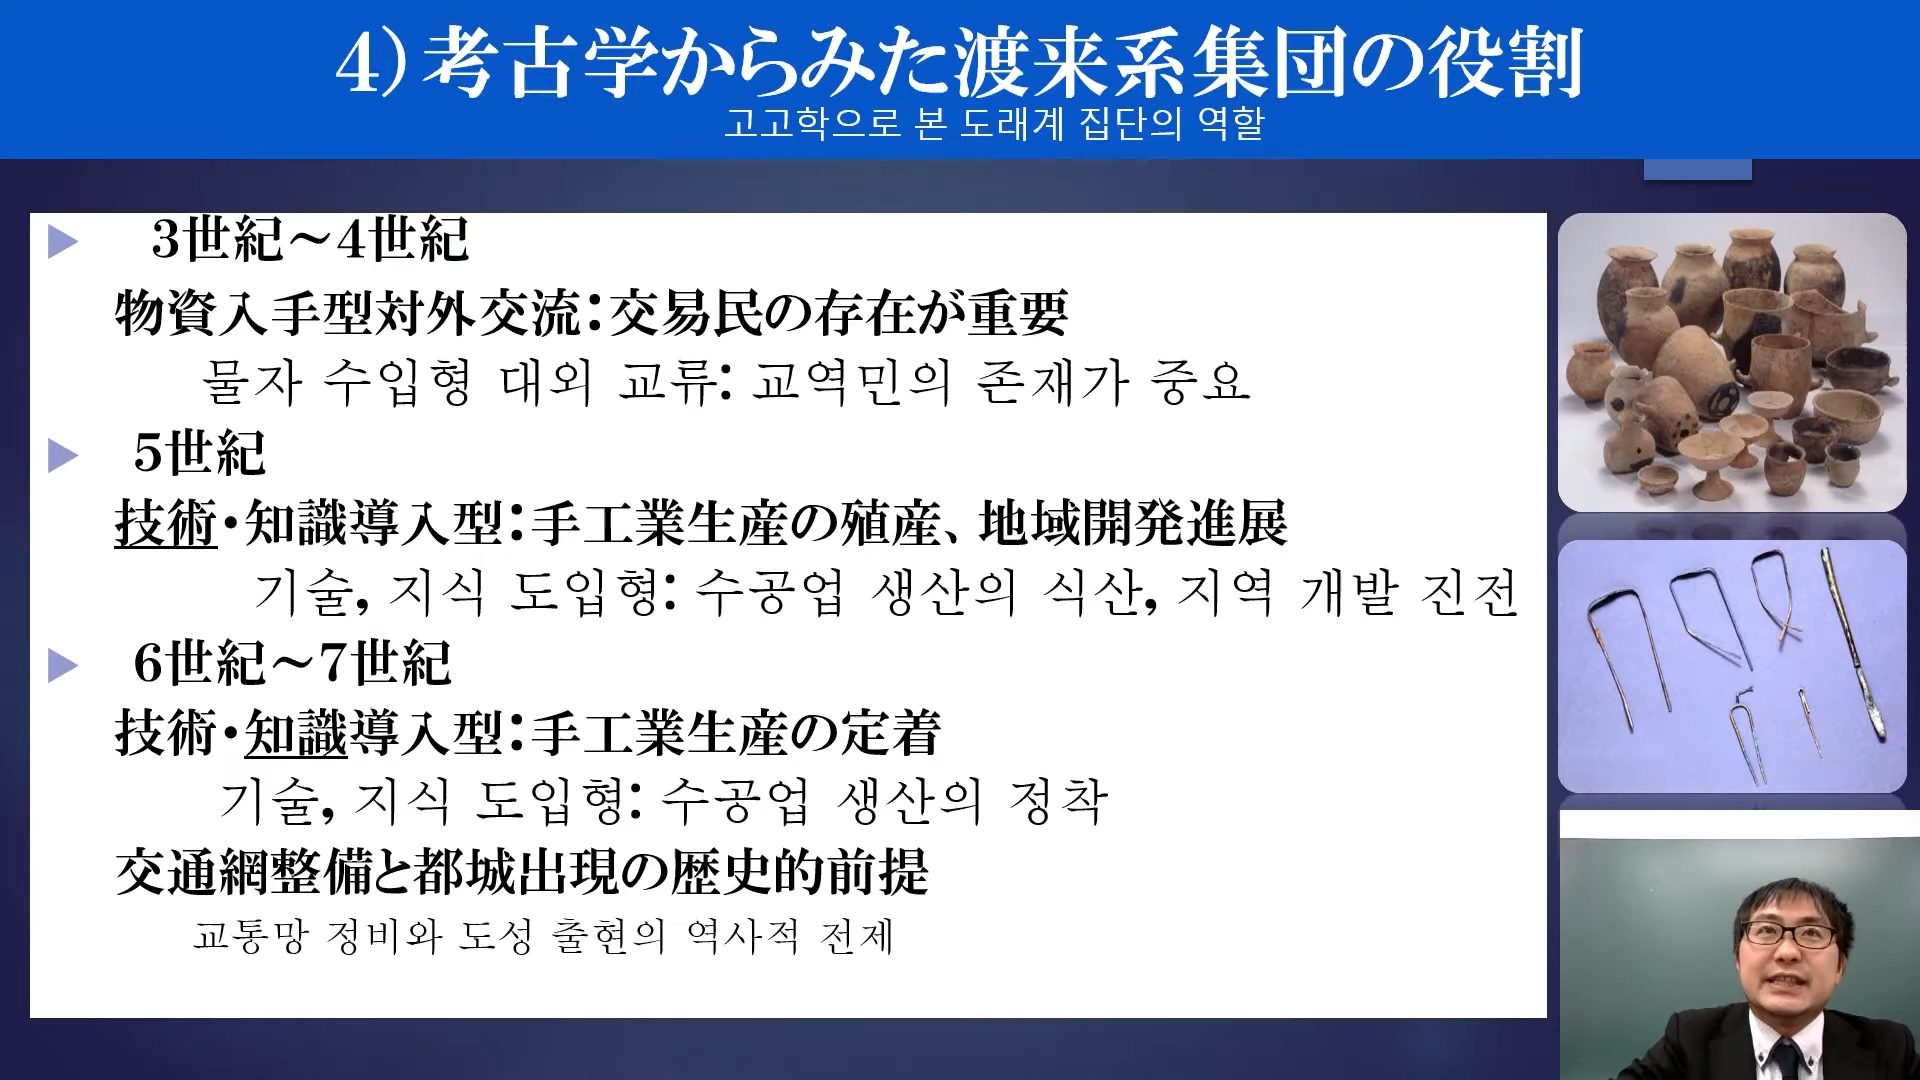 4）考古学からみた渡来系集団の役割
고고학으로 본 도래계 집단의 역할
3世紀～4世紀
物資入手型対外交流：交易民の存在が重要
물자 수입형 대외 교류: 교역민의 존재가 중요
5世紀
技術・知識導入型：手工業生産の殖産、地域開発進展
기술, 지식 도입형: 수공업 생산의 식산, 지역 개발 진전
6世紀～7世紀
技術・知識導入型：手工業生産の定着
기술, 지식 도입형: 수공업 생산의 정착
交通網整備と都城出現の歴史的前提
교통망 정비와 도성 출현의 역사적 전제